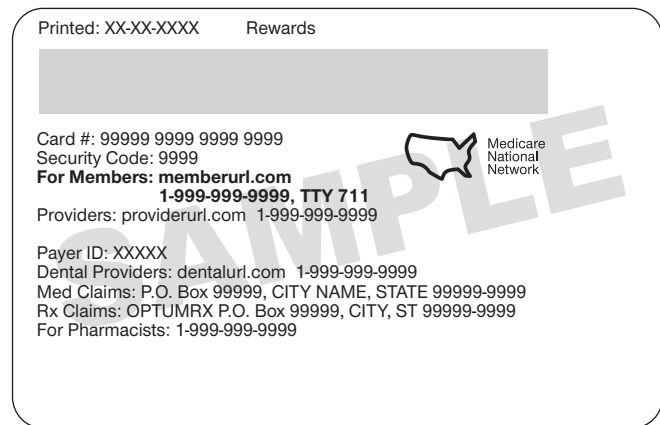 Printed: XX-XX-XXXX Rewards
Card #: 99999 9999 9999 9999
Security Code: 9999
For Members: memberurl.com
1-999-999-9999, TTY 711
Providers: providerurl.com 1-999-999-9999
Medicare
National
Network
Payer ID: XXXXX
Dental Providers: dentalurl.com 1-999-999-9999
Med Claims: P.O. Box 99999, CITY NAME, STATE 99999-9999
Rx Claims: OPTUMRX P.O. Box 99999, CITY, ST 99999-9999
For Pharmacists: 1-999-999-9999
SAMPLE